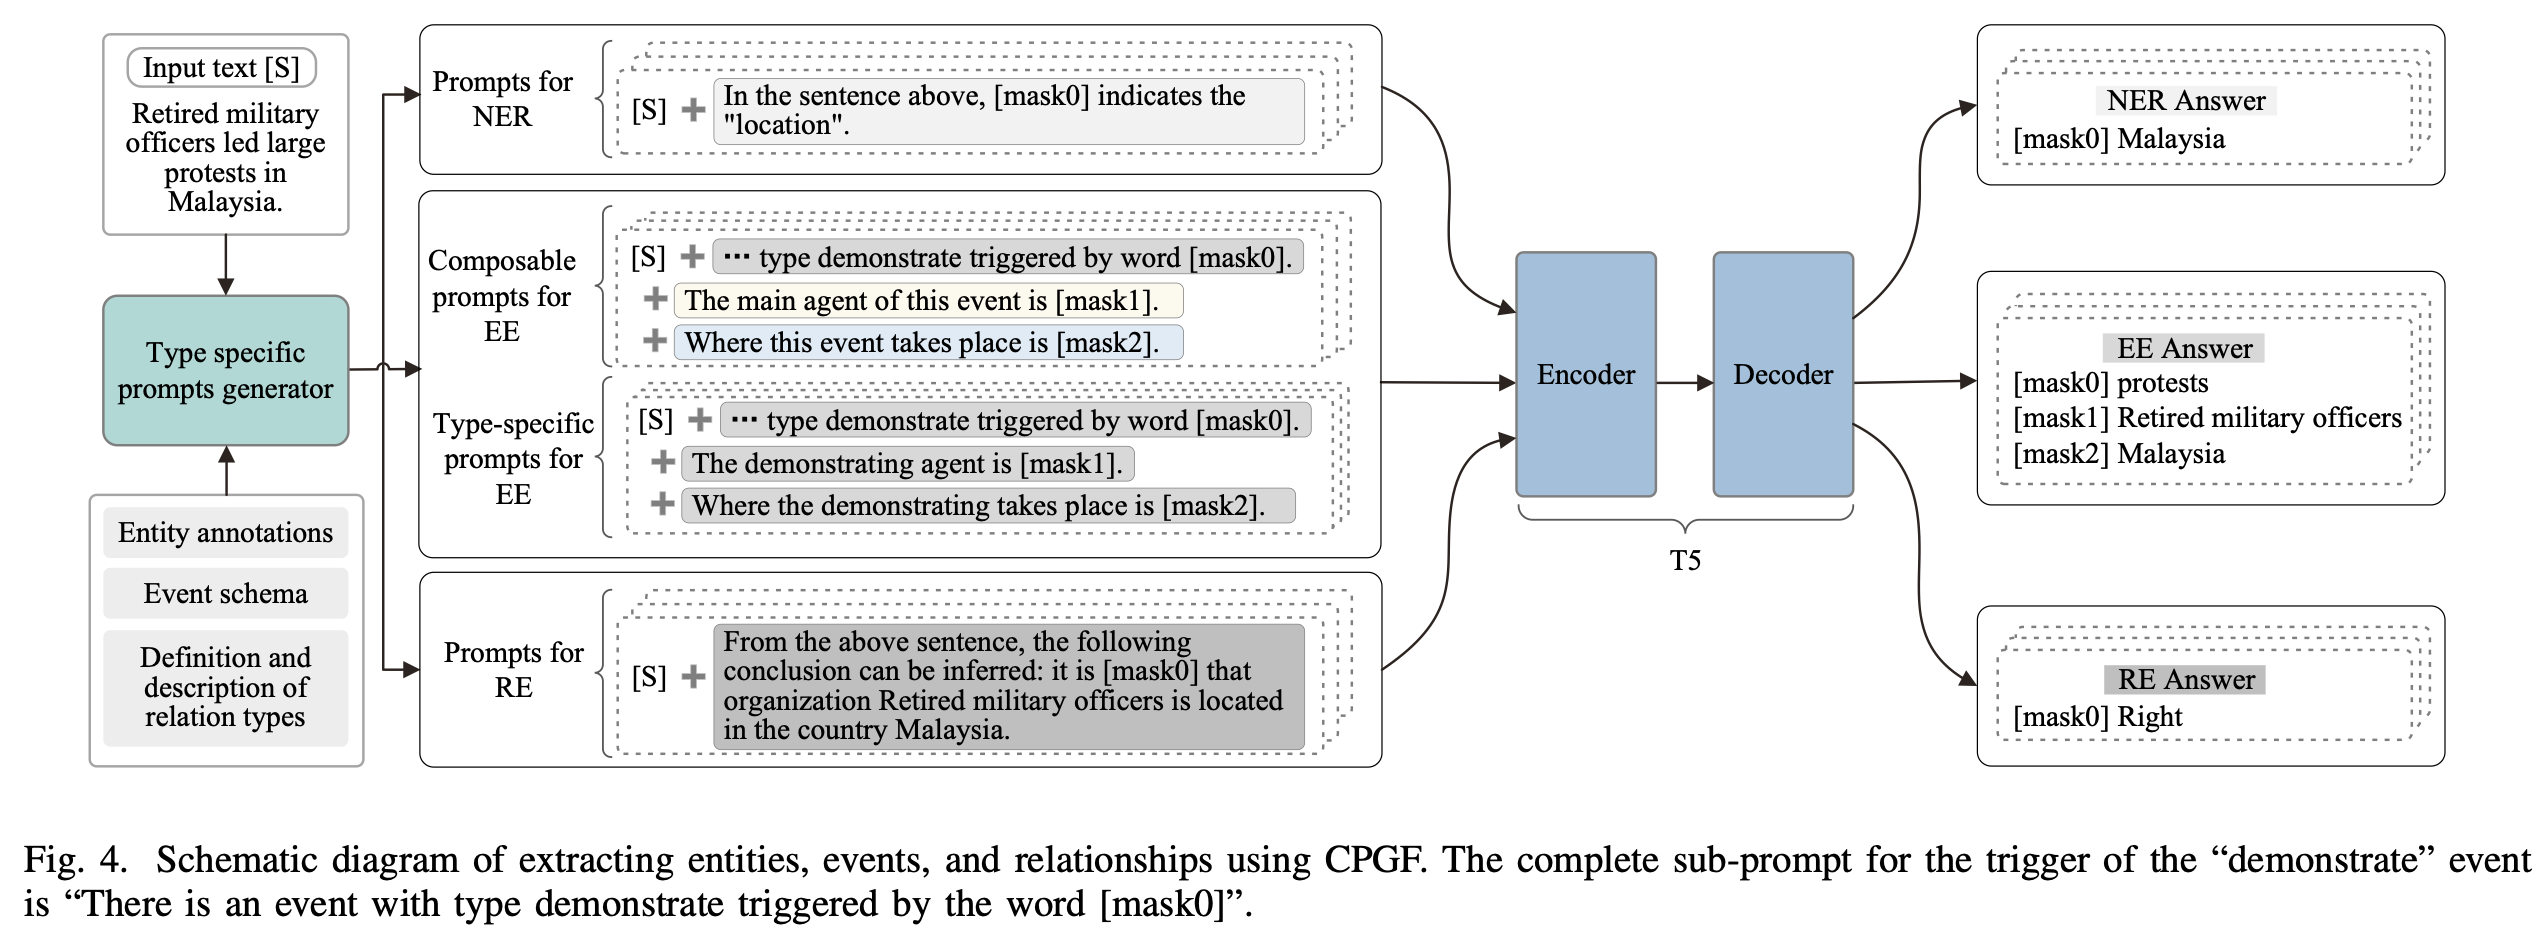 Input text [S]
Retired military
officers led large
protests in
Malaysia.
Type specific
prompts generator
Entity annotations
Event schema
Definition and
description of
relation types
Prompts for
NER
[S] + In the sentence above, [mask0] indicates the
"location".
Composable
prompts for
EE
[S] + ··· type demonstrate triggered by word [mask0].
+ The main agent of this event is [mask1].
+ Where this event takes place is [mask2].
Type-specific
prompts for
EE
[S] + ··· type demonstrate triggered by word [mask0].
+ The demonstrating agent is [mask1].
+ Where the demonstrating takes place is [mask2].
Prompts for
RE
[S] + From the above sentence, the following
conclusion can be inferred: it is [mask0] that
organization Retired military officers is located
in the country Malaysia.
Encoder
Decoder
T5
NER Answer
[mask0] Malaysia
EE Answer
[mask0] protests
[mask1] Retired military officers
[mask2] Malaysia
RE Answer
[mask0] Right
Fig. 4. Schematic diagram of extracting entities, events, and relationships using CPGF. The complete sub-prompt for the trigger of the “demonstrate” event
is “There is an event with type demonstrate triggered by the word [mask0]”.